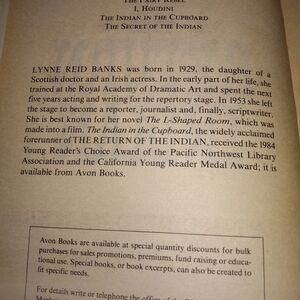 THE FAIRY REBEL
I, HOUDINI
THE INDIAN IN THE CUPBOARD
THE SECRET OF THE INDIAN
LYNNE REID BANKS was born in 1929, the daughter of a
Scottish doctor and an Irish actress. In the early part of her life, she
trained at the Royal Academy of Dramatic Art and spent the next
five years acting and writing for the repertory stage. In 1953 she left
the stage to become a reporter, journalist and, finally, scriptwriter.
She is best known for her novel The L-Shaped Room, which was
made into a film. The Indian in the Cupboard, the widely acclaimed
forerunner of THE RETURN OF THE INDIAN, received the 1984
Young Reader's Choice Award of the Pacific Northwest Library
Association and the California Young Reader Medal Award; it is
available from Avon Books.
Avon Books are available at special quantity discounts for bulk
purchases for sales promotions, premiums, fund raising or educa-
tional use. Special books, or book excerpts, can also be created to
fit specific needs.
For details write or telephone the office of the